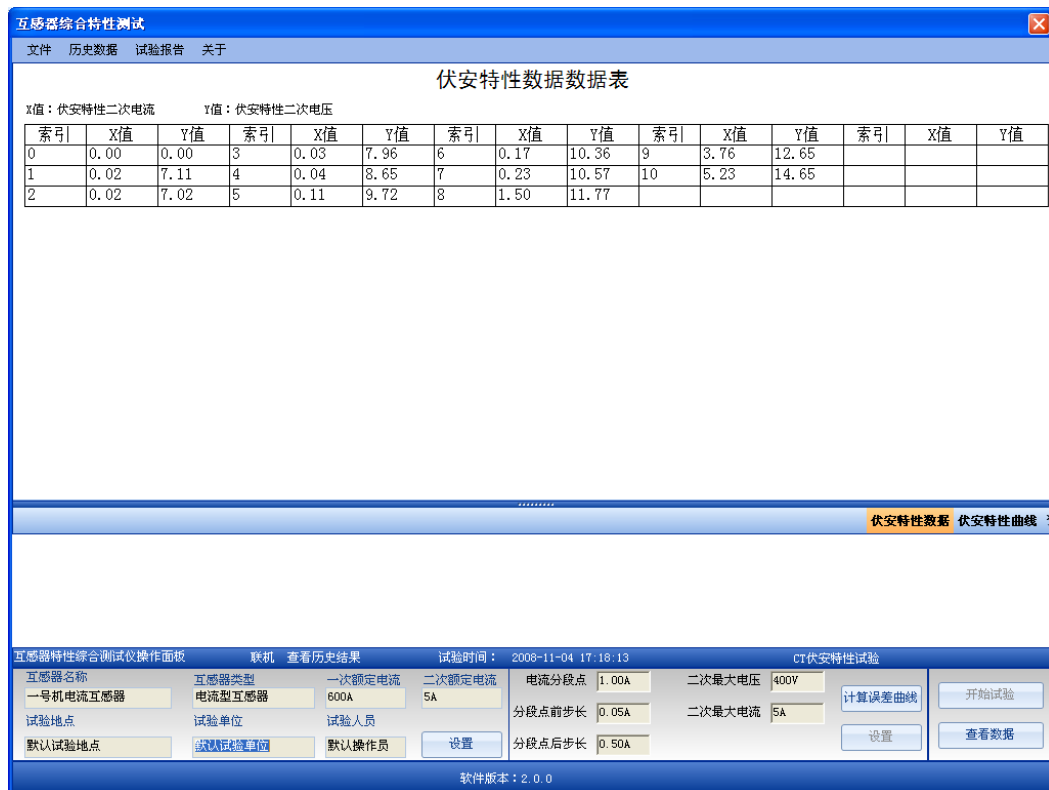 互感器综合特性测试
文件 历史数据 试验报告 关于
伏安特性数据数据表
X值：伏安特性二次电流 Y值：伏安特性二次电压
索引 X值 Y值 索引 X值 Y值 索引 X值 Y值 索引 X值 Y值 索引 X值 Y值
0 0.00 0.00 3 0.03 7.96 6 0.17 10.36 9 3.76 12.65
1 0.02 7.11 4 0.04 8.65 7 0.23 10.57 10 5.23 14.65
2 0.02 7.02 5 0.11 9.72 8 1.50 11.77
伏安特性数据 伏安特性曲线
互感器特性综合测试仪操作面板 联机 查看历史结果 试验时间： 2008-11-04 17:18:13 CT伏安特性试验
互感器名称 互感器类型 一次额定电流 二次额定电流 电流分段点 1.00A 二次最大电压 400V
一号机电流互感器 电流型互感器 600A 5A 计算误差曲线 开始试验
试验地点 试验单位 试验人员 分段点前步长 0.05A 二次最大电流 5A
默认试验地点 默认试验单位 默认操作员 设置 分段点后步长 0.50A 设置 查看数据
软件版本：2.0.0